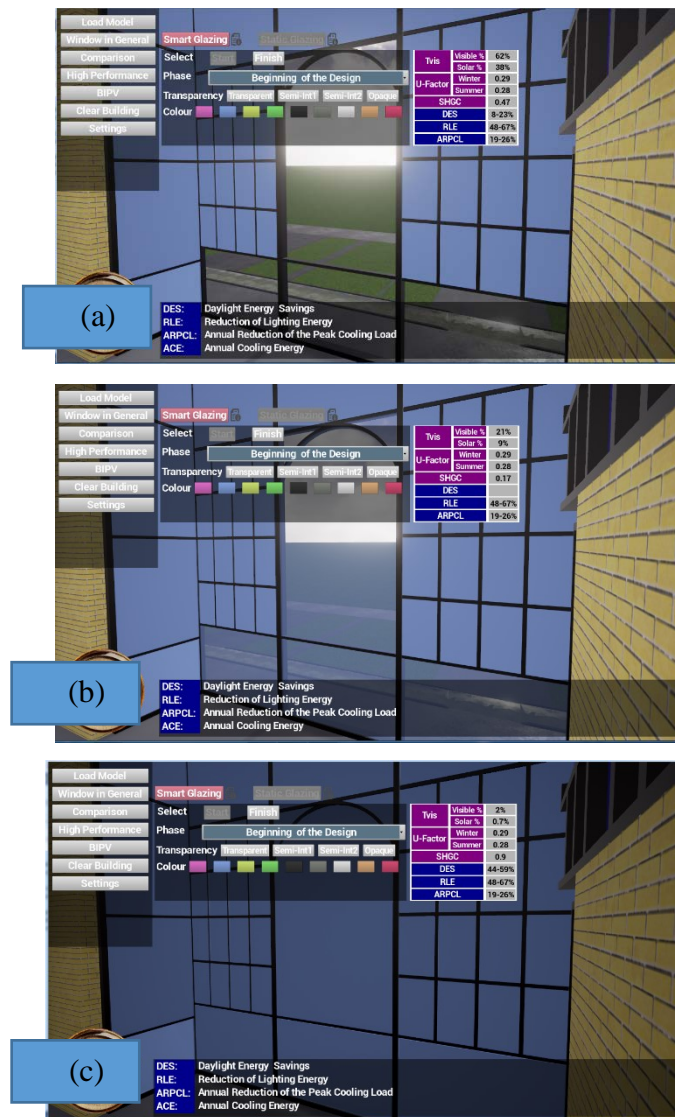 Load Model
Window in General
Comparison
High Performance
BIPV
Clear Building
Settings
Smart Glazing Static Glazing
Select Start Finish
Phase Beginning of the Design
Transparency Transparent Semi-Int1 Semi-Int2 Opaque
Colour
Tvis Visible % 62%
Solar % 38%
U-Factor Winter 0.29
Summer 0.28
SHGC 0.47
DES 8-23%
RLE 48-67%
ARPCL 19-26%
(a)
DES: Daylight Energy Savings
RLE: Reduction of Lighting Energy
ARPCL: Annual Reduction of the Peak Cooling Load
ACE: Annual Cooling Energy
Load Model
Window in General
Comparison
High Performance
BIPV
Clear Building
Settings
Smart Glazing Static Glazing
Select Start Finish
Phase Beginning of the Design
Transparency Transparent Semi-Int1 Semi-Int2 Opaque
Colour
Tvis Visible % 21%
Solar % 9%
U-Factor Winter 0.29
Summer 0.28
SHGC 0.17
DES
RLE 48-67%
ARPCL 19-26%
(b)
DES: Daylight Energy Savings
RLE: Reduction of Lighting Energy
ARPCL: Annual Reduction of the Peak Cooling Load
ACE: Annual Cooling Energy
Load Model
Window in General
Comparison
High Performance
BIPV
Clear Building
Settings
Smart Glazing Static Glazing
Select Start Finish
Phase Beginning of the Design
Transparency Transparent Semi-Int1 Semi-Int2 Opaque
Colour
Tvis Visible % 2%
Solar % 0.7%
U-Factor Winter 0.29
Summer 0.28
SHGC 0.9
DES 44-59%
RLE 48-67%
ARPCL 19-26%
(c)
DES: Daylight Energy Savings
RLE: Reduction of Lighting Energy
ARPCL: Annual Reduction of the Peak Cooling Load
ACE: Annual Cooling Energy